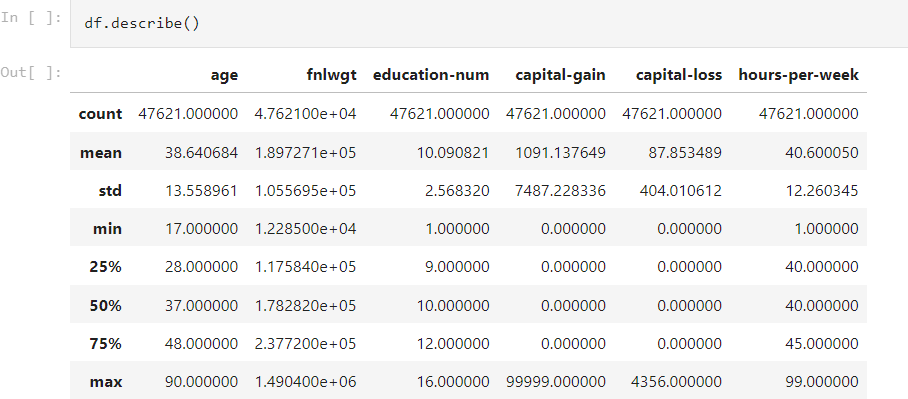 In [ ]: df.describe()
Out[ ]:
age fnlwgt education-num capital-gain capital-loss hours-per-week
count 47621.000000 4.762100e+04 47621.000000 47621.000000 47621.000000 47621.000000
mean 38.640684 1.897271e+05 10.090821 1091.137649 87.853489 40.600050
std 13.558961 1.055695e+05 2.568320 7487.228336 404.010612 12.260345
min 17.000000 1.228500e+04 1.000000 0.000000 0.000000 1.000000
25% 28.000000 1.175840e+05 9.000000 0.000000 0.000000 40.000000
50% 37.000000 1.782820e+05 10.000000 0.000000 0.000000 40.000000
75% 48.000000 2.377200e+05 12.000000 0.000000 0.000000 45.000000
max 90.000000 1.490400e+06 16.000000 99999.000000 4356.000000 99.000000